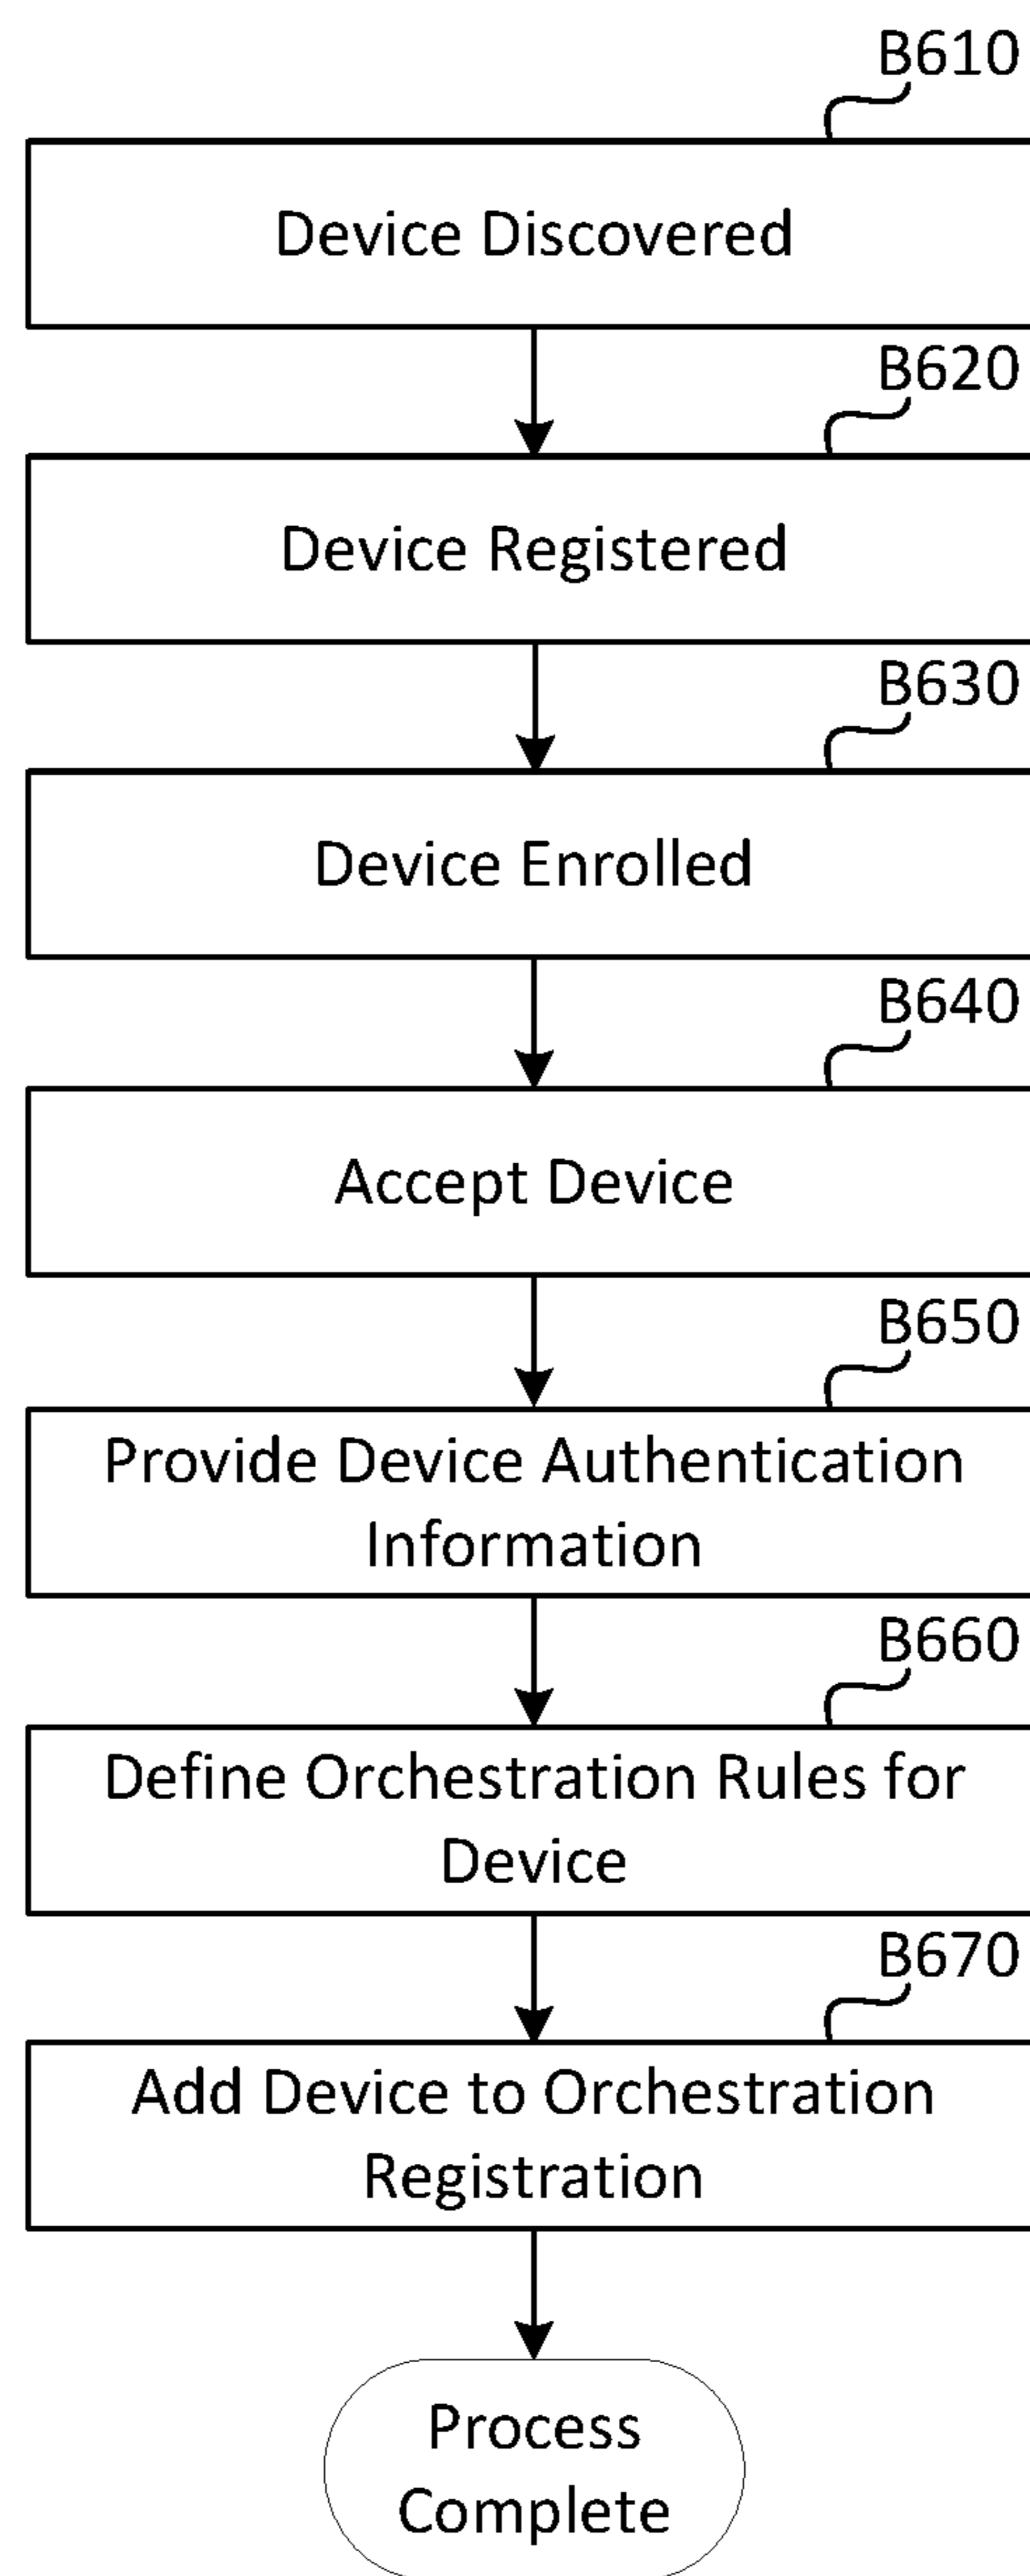 B610
Device Discovered
B620
Device Registered
B630
Device Enrolled
B640
Accept Device
B650
Provide Device Authentication
Information
B660
Define Orchestration Rules for
Device
B670
Add Device to Orchestration
Registration
Process
Complete